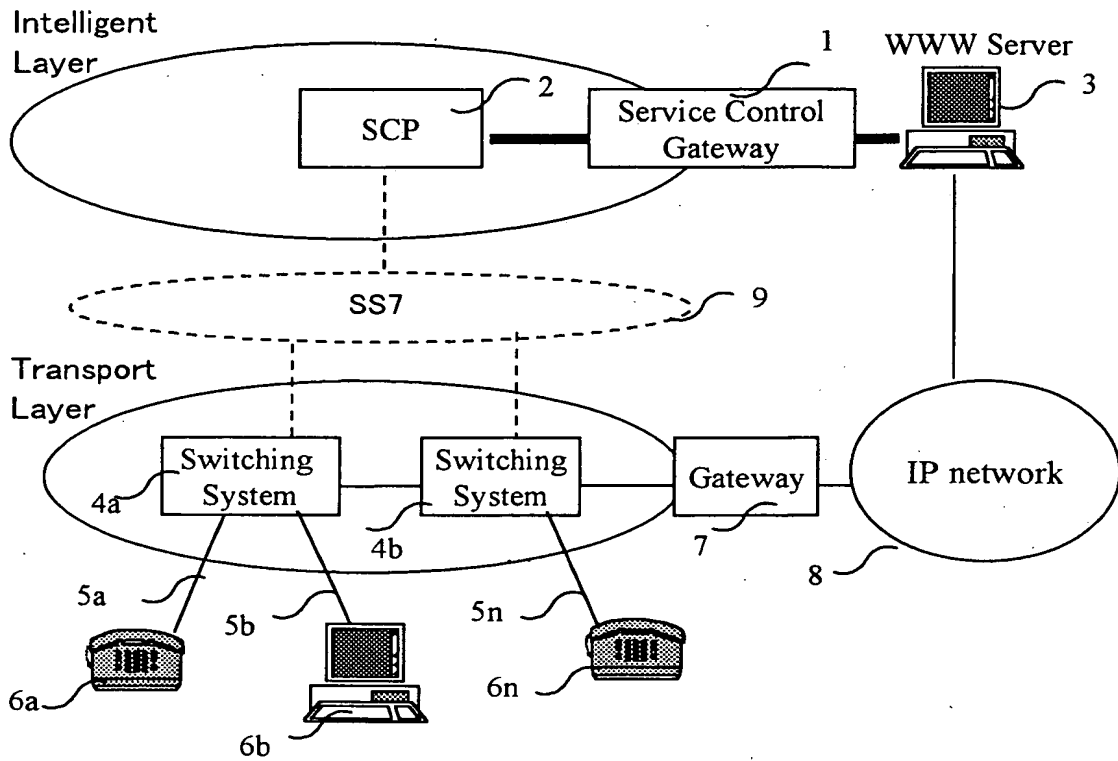 Intelligent
Layer
1
WWW Server
2
3
SCP
Service Control
Gateway
SS7
9
Transport
Layer
Switching
System
Switching
System
Gateway
IP network
4a
4b
7
8
5a
5b
5n
6a
6n
6b